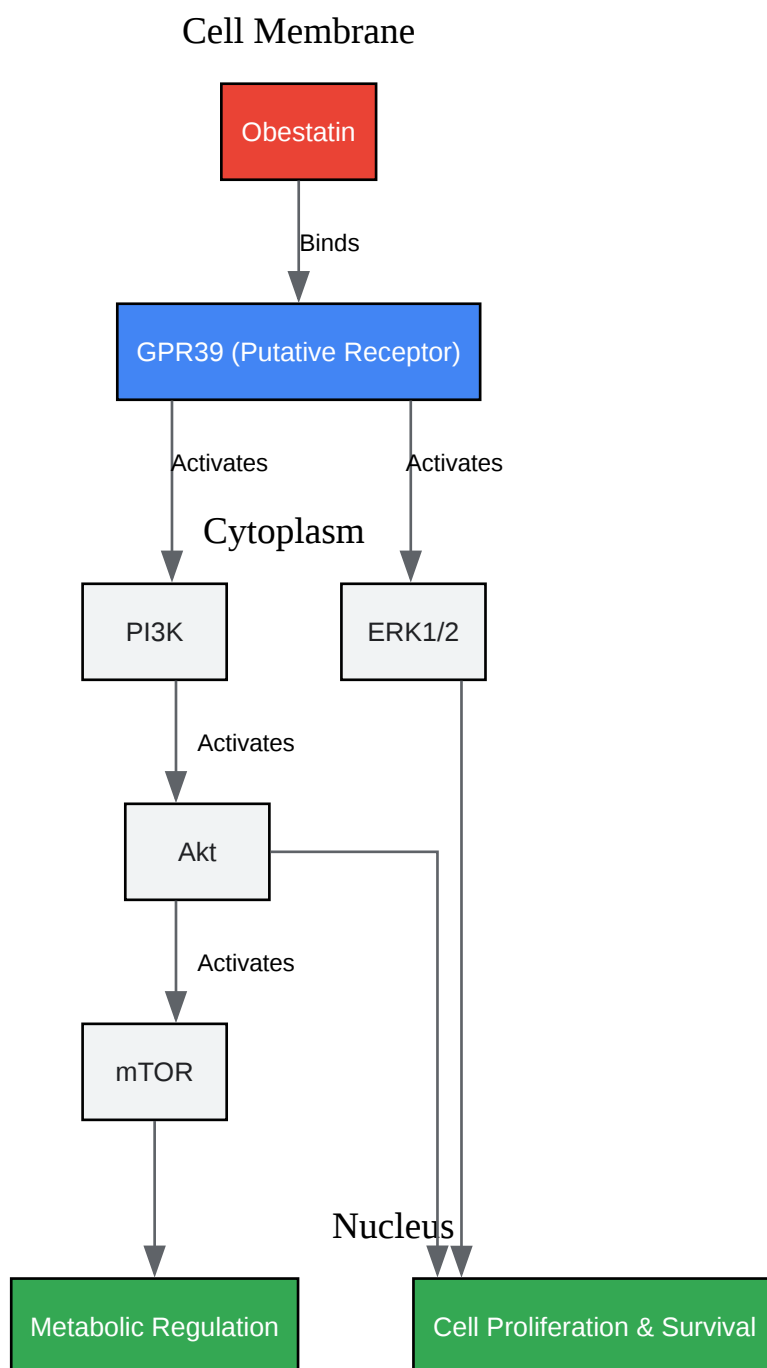 Cell Membrane
Obestatin
Binds
GPR39 (Putative Receptor)
Activates
Activates
Cytoplasm
PI3K
ERK1/2
Activates
Akt
Activates
mTOR
Nucleus
Metabolic Regulation
Cell Proliferation & Survival